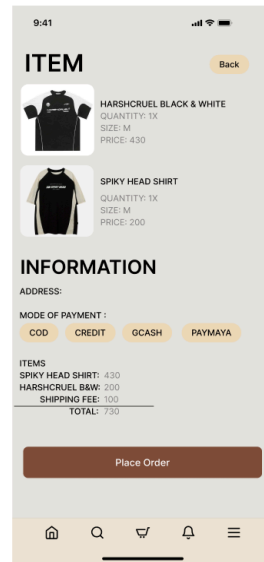 9:41
ITEM
Back
HARSHCRUEL BLACK & WHITE
QUANTITY: 1X
SIZE: M
PRICE: 430
SPIKY HEAD SHIRT
QUANTITY: 1X
SIZE: M
PRICE: 200
INFORMATION
ADDRESS:
MODE OF PAYMENT :
COD CREDIT GCASH PAYMAYA
ITEMS
SPIKY HEAD SHIRT: 430
HARSHCRUEL B&W: 200
SHIPPING FEE: 100
TOTAL: 730
Place Order